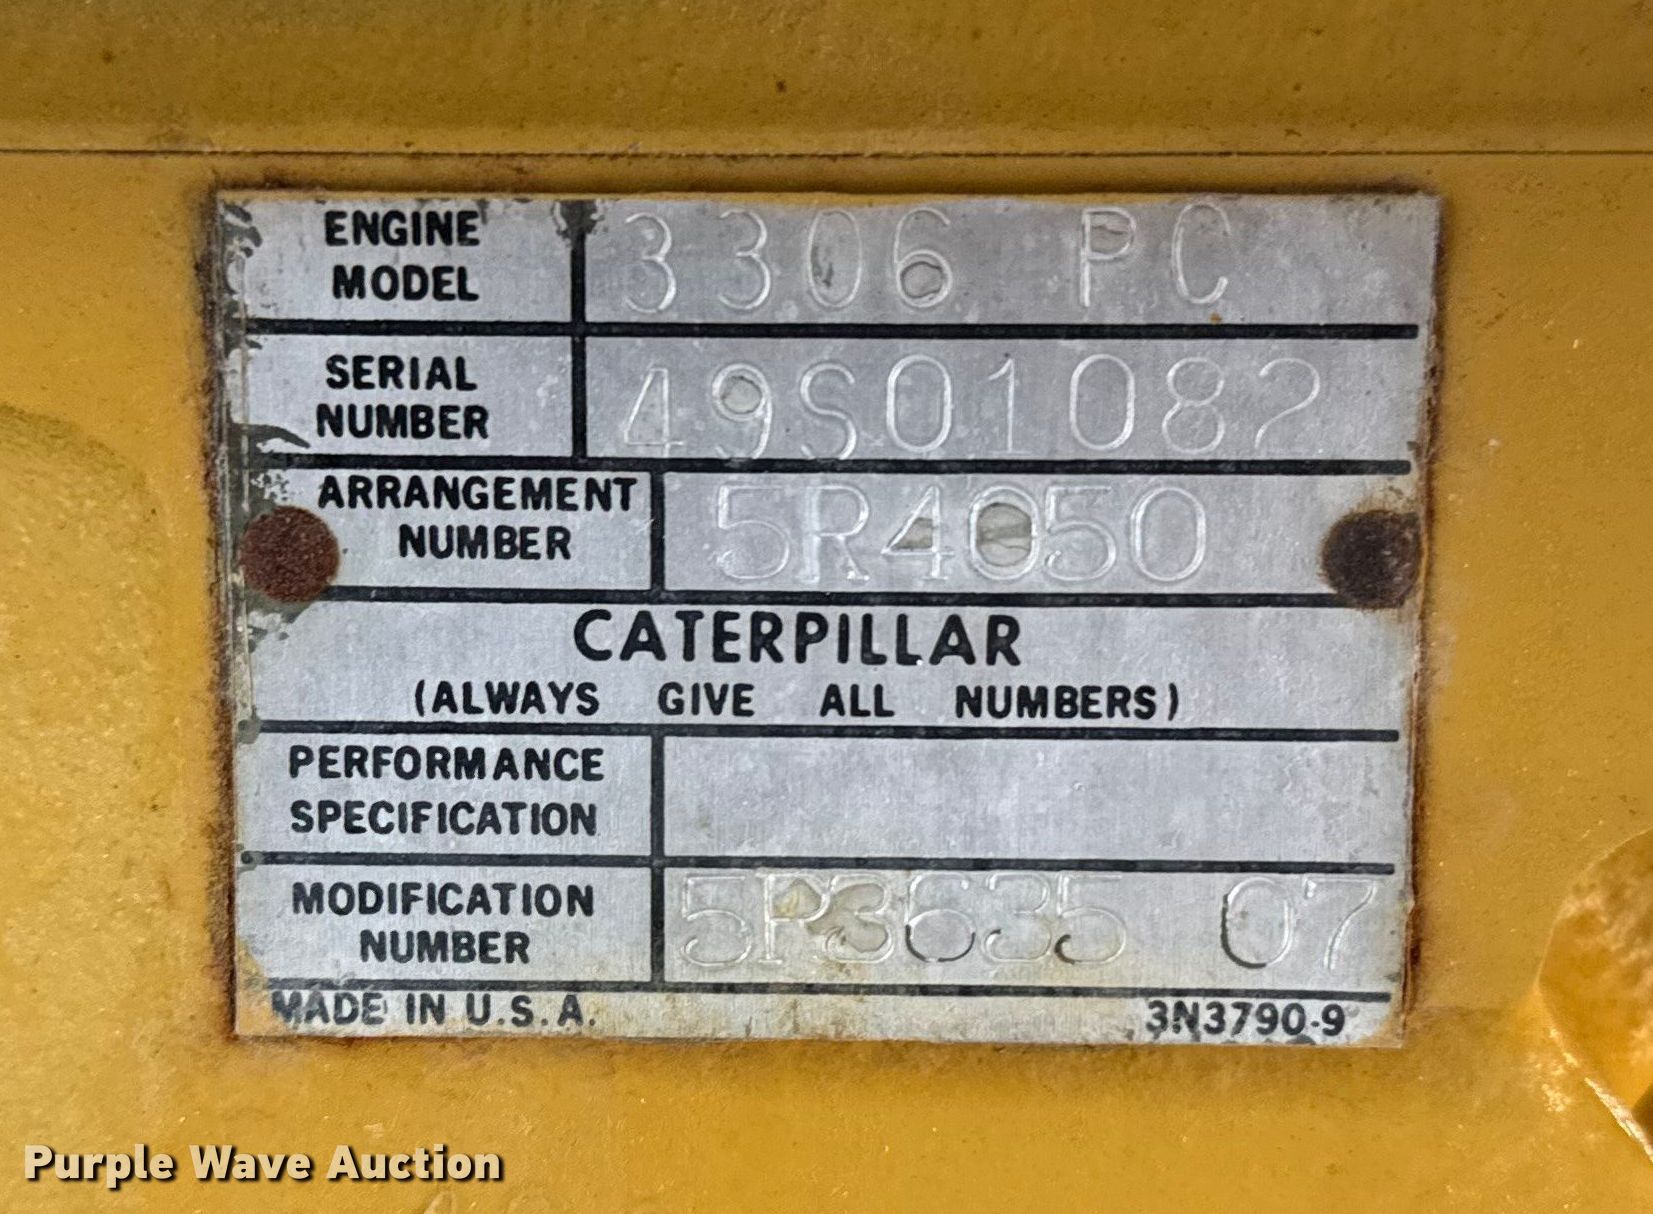 ENGINE MODEL 3306 PC
SERIAL NUMBER 49S01082
ARRANGEMENT NUMBER 5R4050
CATERPILLAR
(ALWAYS GIVE ALL NUMBERS)
PERFORMANCE SPECIFICATION
MODIFICATION NUMBER 5P3635 07
MADE IN U.S.A. 3N3790-9
Purple Wave Auction